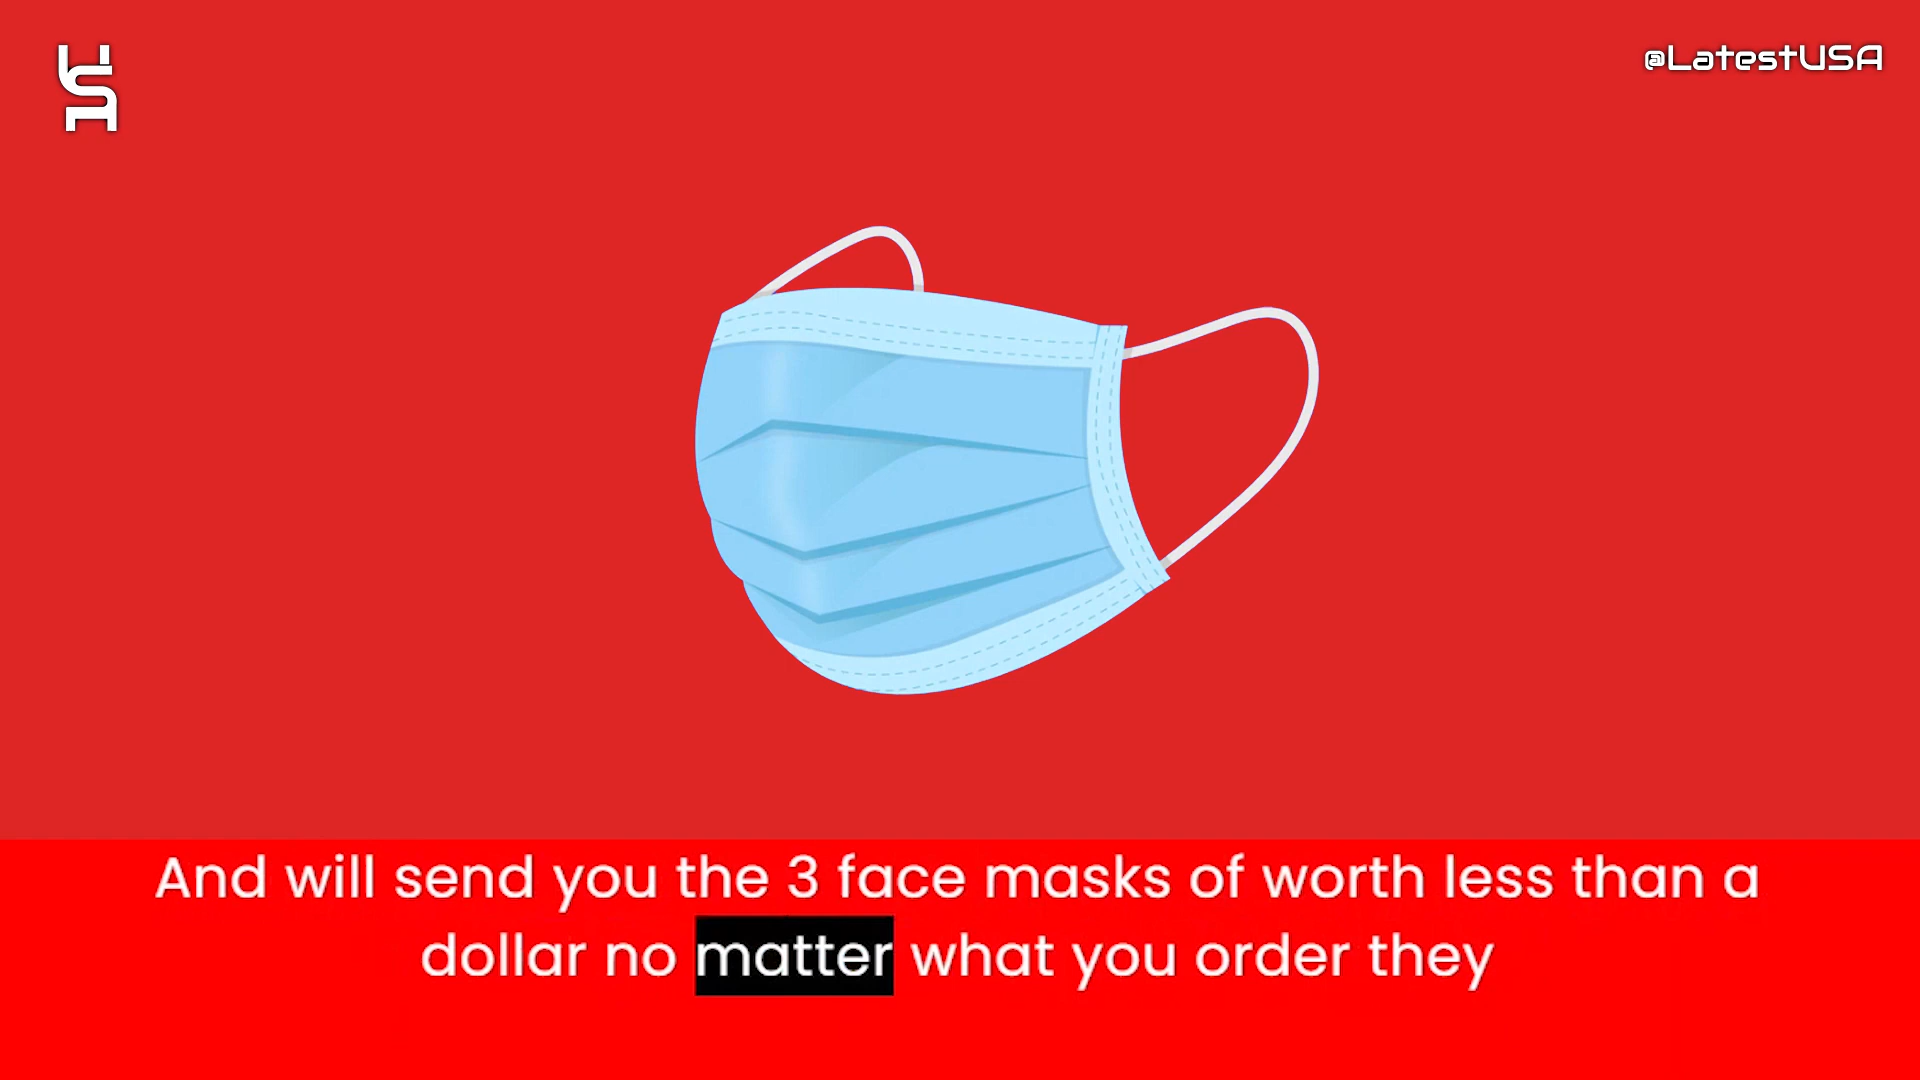 USA
@LatestUSA
And will send you the 3 face masks of worth less than a
dollar no matter what you order they